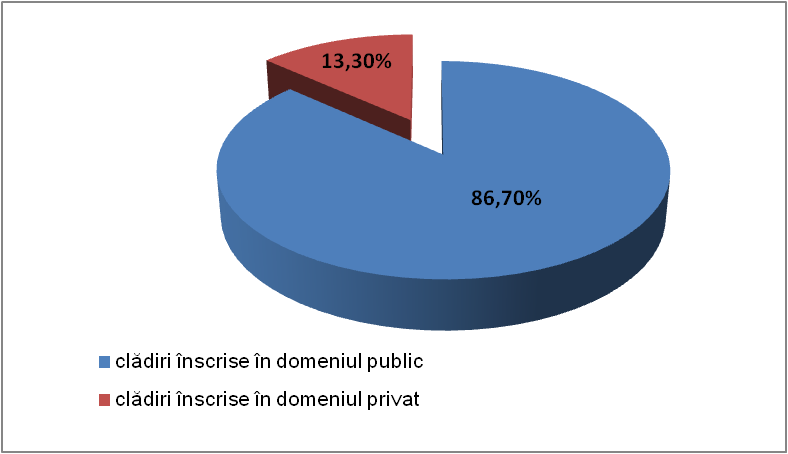 13,30%
86,70%
clădiri înscrise în domeniul public
clădiri înscrise în domeniul privat